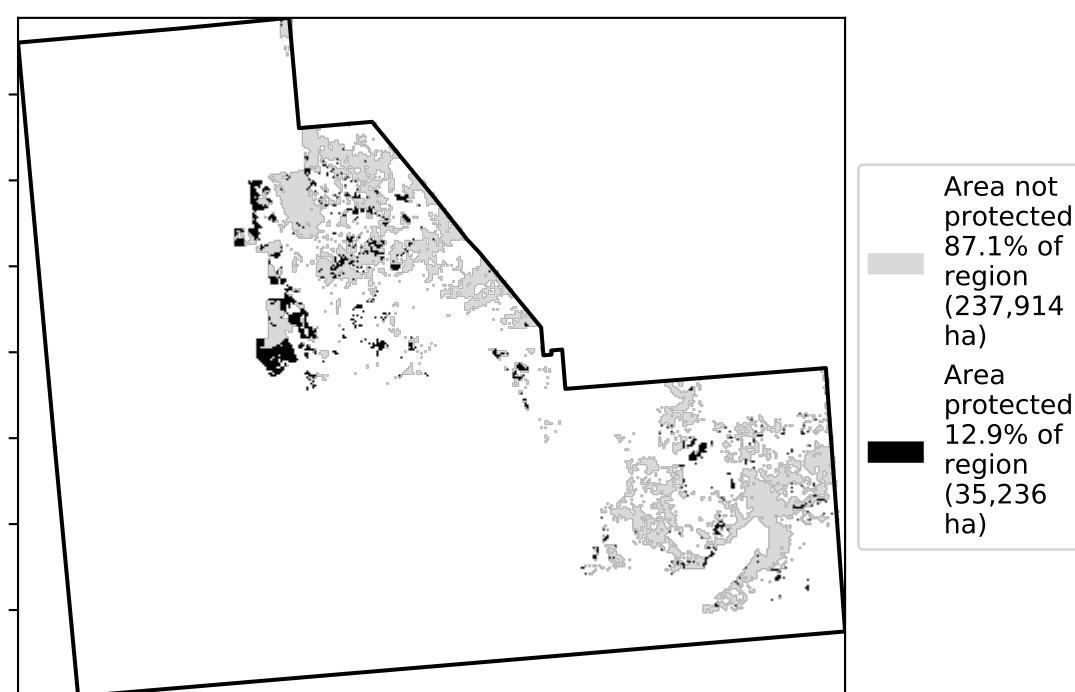 Area not
protected
87.1% of
region
(237,914
ha)
Area
protected
12.9% of
region
(35,236
ha)